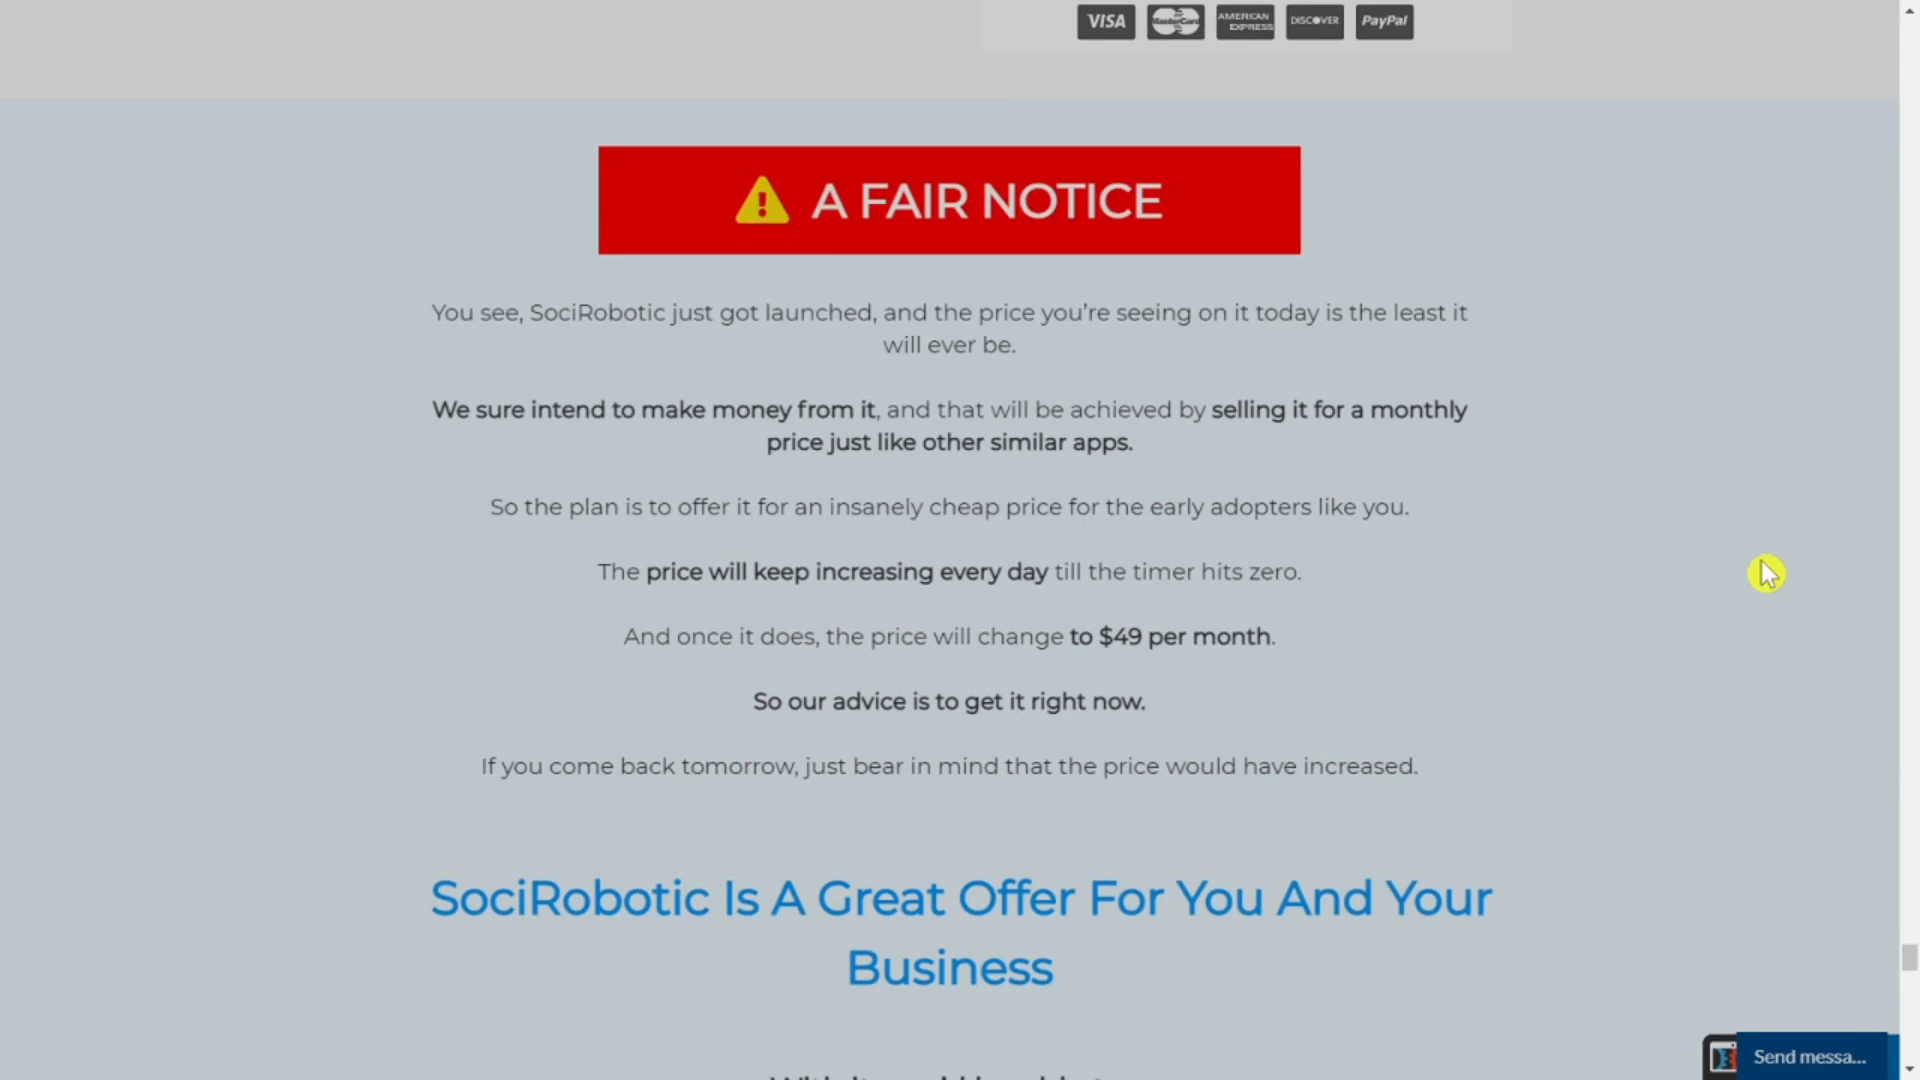 VISA MasterCard AMERICAN EXPRESS DISCOVER PayPal
A FAIR NOTICE
You see, SociRobotic just got launched, and the price you're seeing on it today is the least it
will ever be.
We sure intend to make money from it, and that will be achieved by selling it for a monthly
price just like other similar apps.
So the plan is to offer it for an insanely cheap price for the early adopters like you.
The price will keep increasing every day till the timer hits zero.
And once it does, the price will change to $49 per month.
So our advice is to get it right now.
If you come back tomorrow, just bear in mind that the price would have increased.
SociRobotic Is A Great Offer For You And Your
Business
Send messa...